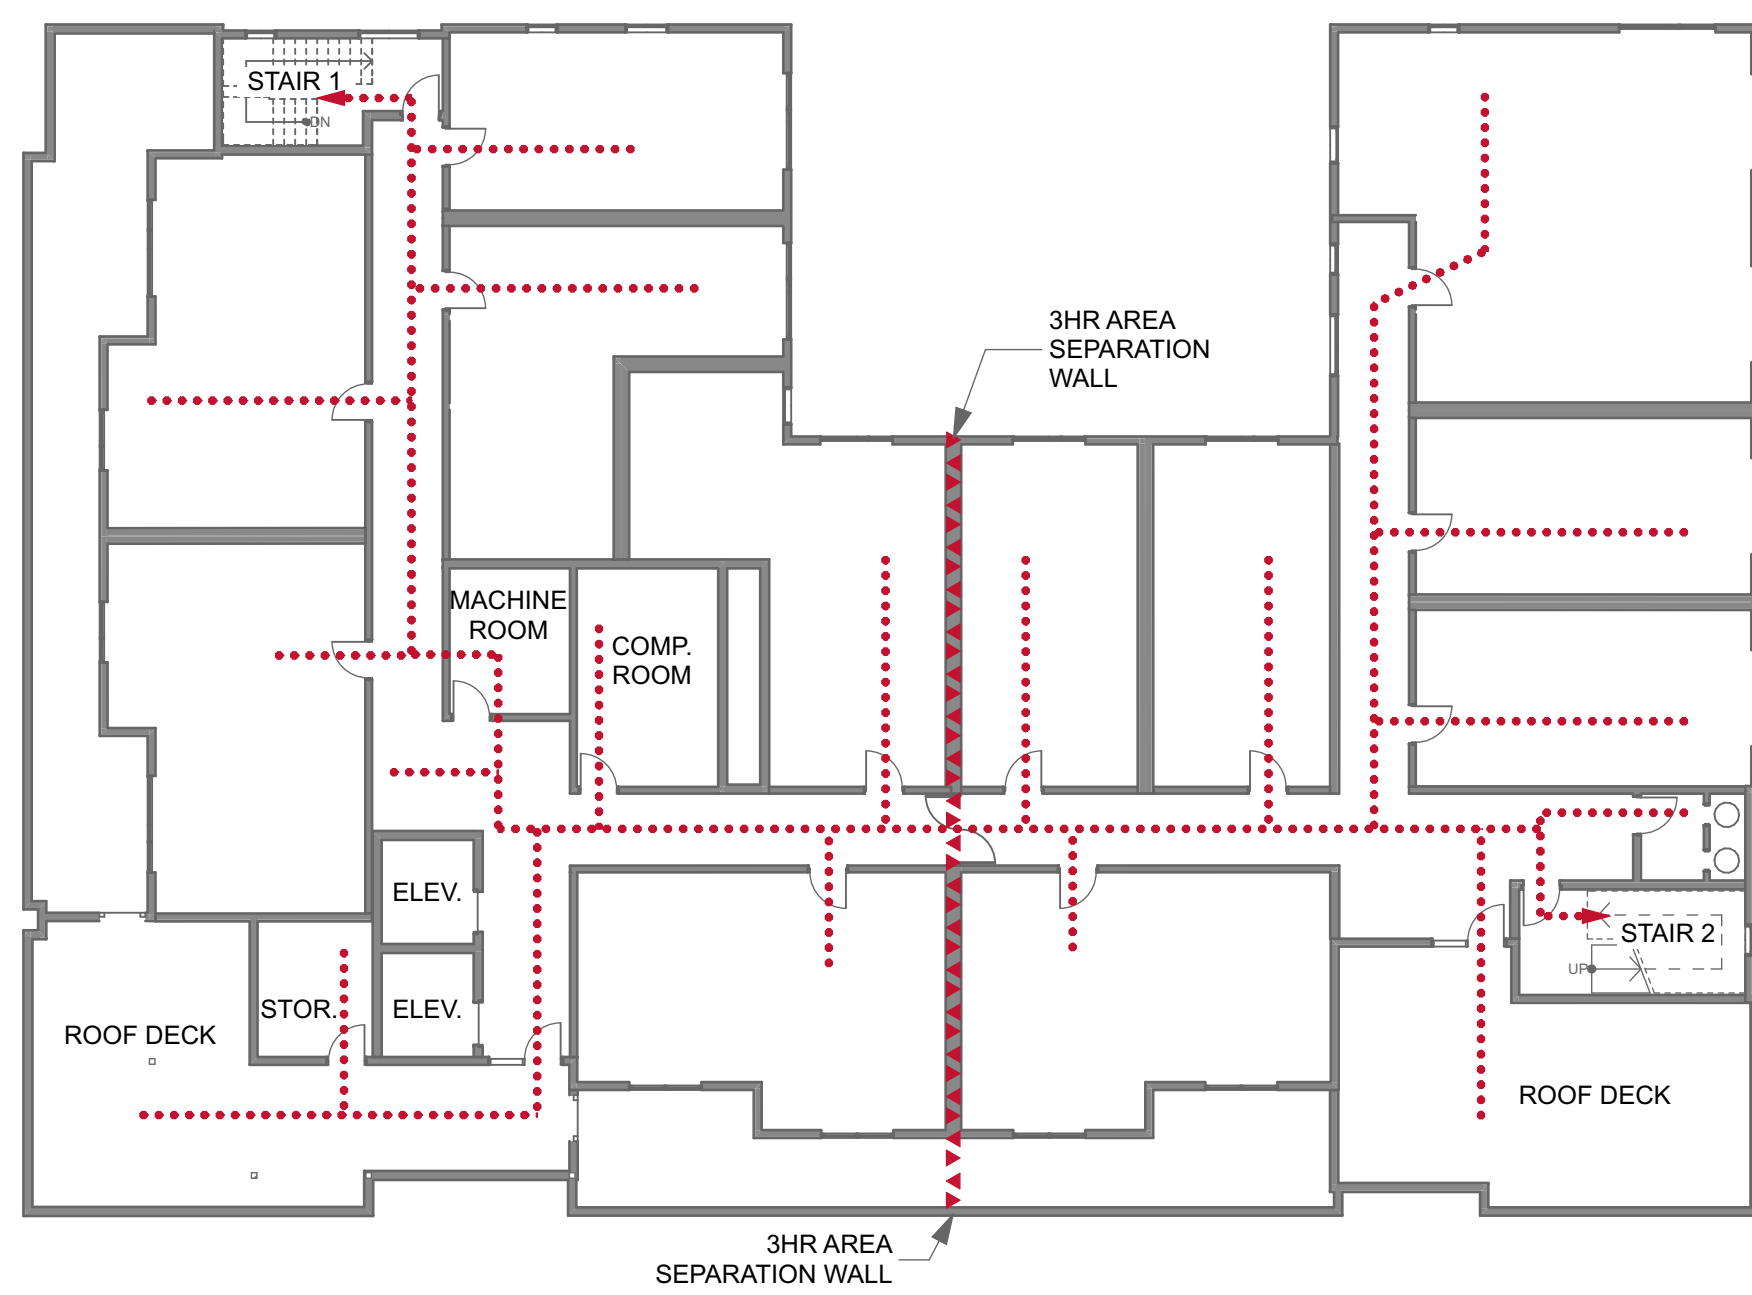 STAIR 1
DN
3HR AREA
SEPARATION
WALL
MACHINE
ROOM
COMP.
ROOM
ELEV.
STAIR 2
UP
STOR.
ELEV.
ROOF DECK
ROOF DECK
3HR AREA
SEPARATION WALL